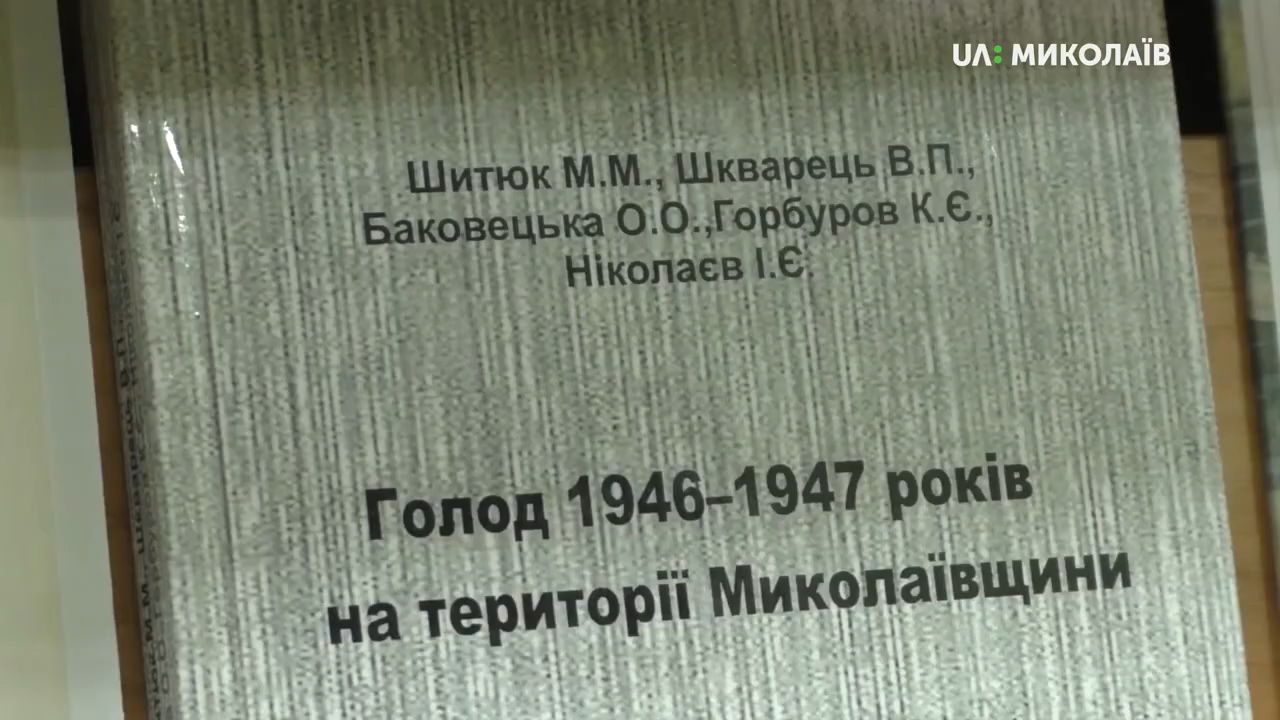 UA: МИКОЛАЇВ
Шитюк М.М., Шкварець В.П.,
Баковецька О.О.,Горбуров К.Є.,
Ніколаєв І.Є.
Голод 1946–1947 років
на території Миколаївщини